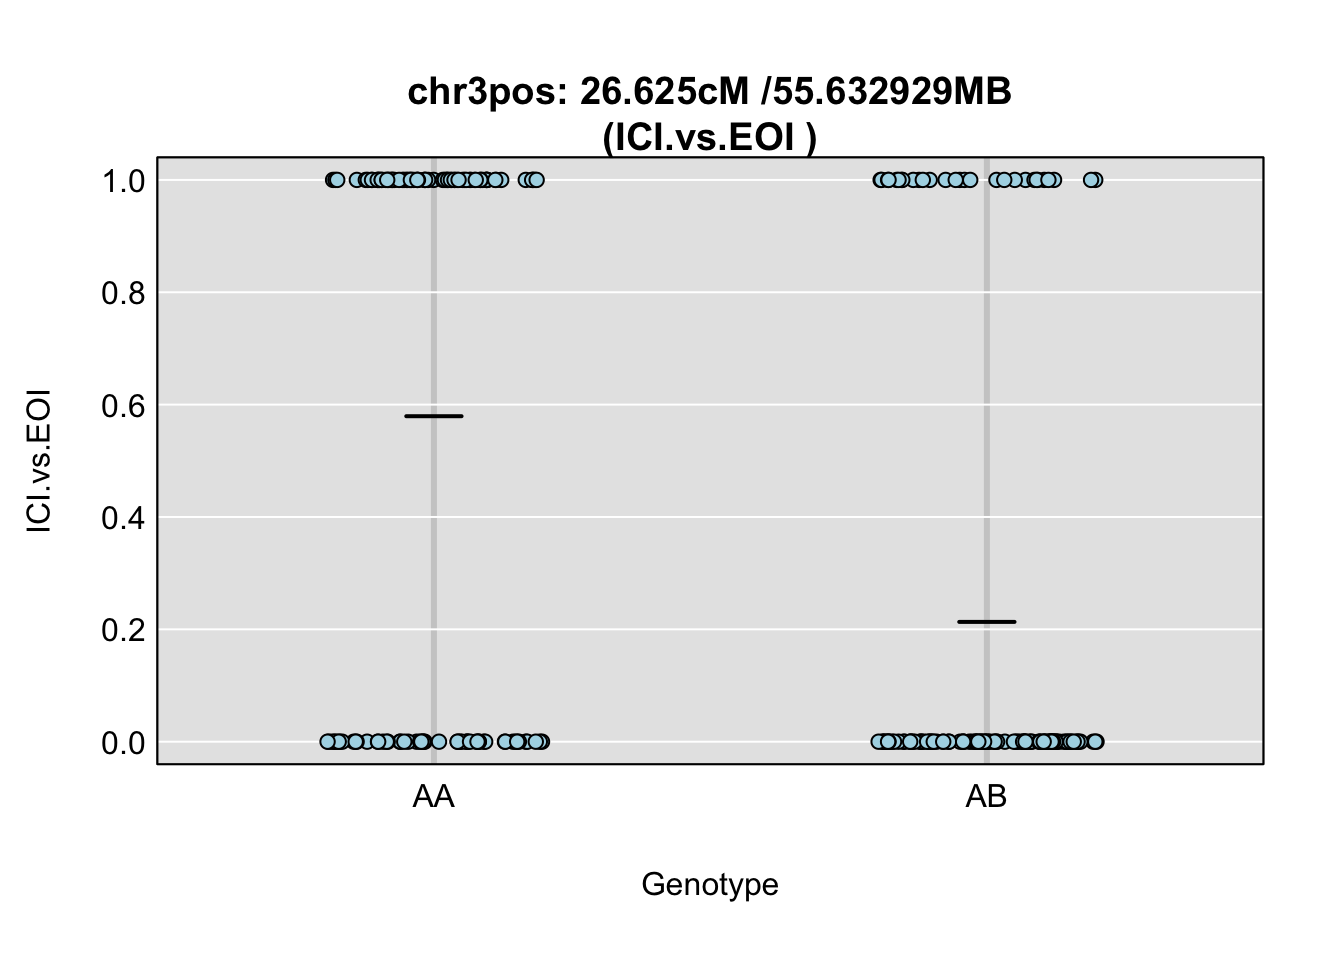 chr3pos: 26.625cM /55.632929MB
(ICI.vs.EOI )
1.0
0.8
0.6
0.4
0.2
0.0
ICI.vs.EOI
AA
AB
Genotype